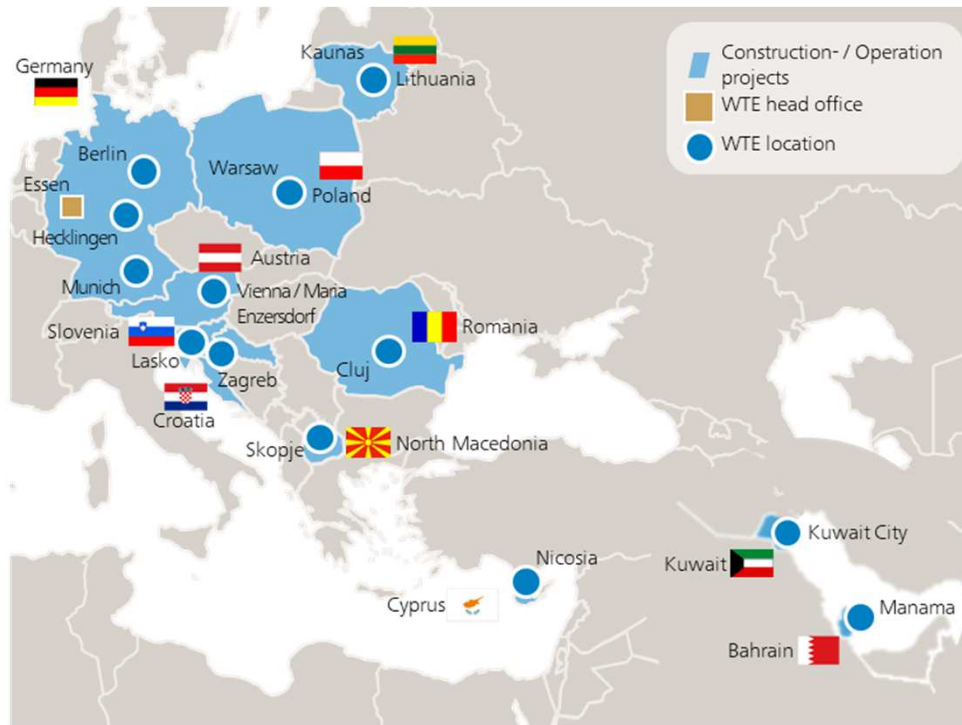 Kaunas
Lithuania
Germany
Berlin
Essen
Hecklingen
Munich
Warsaw
Poland
Austria
Vienna / Maria
Enzersdorf
Slovenia
Lasko
Zagreb
Croatia
Romania
Cluj
Skopje
North Macedonia
Nicosia
Cyprus
Kuwait City
Kuwait
Manama
Bahrain
Construction- / Operation
projects
WTE head office
WTE location